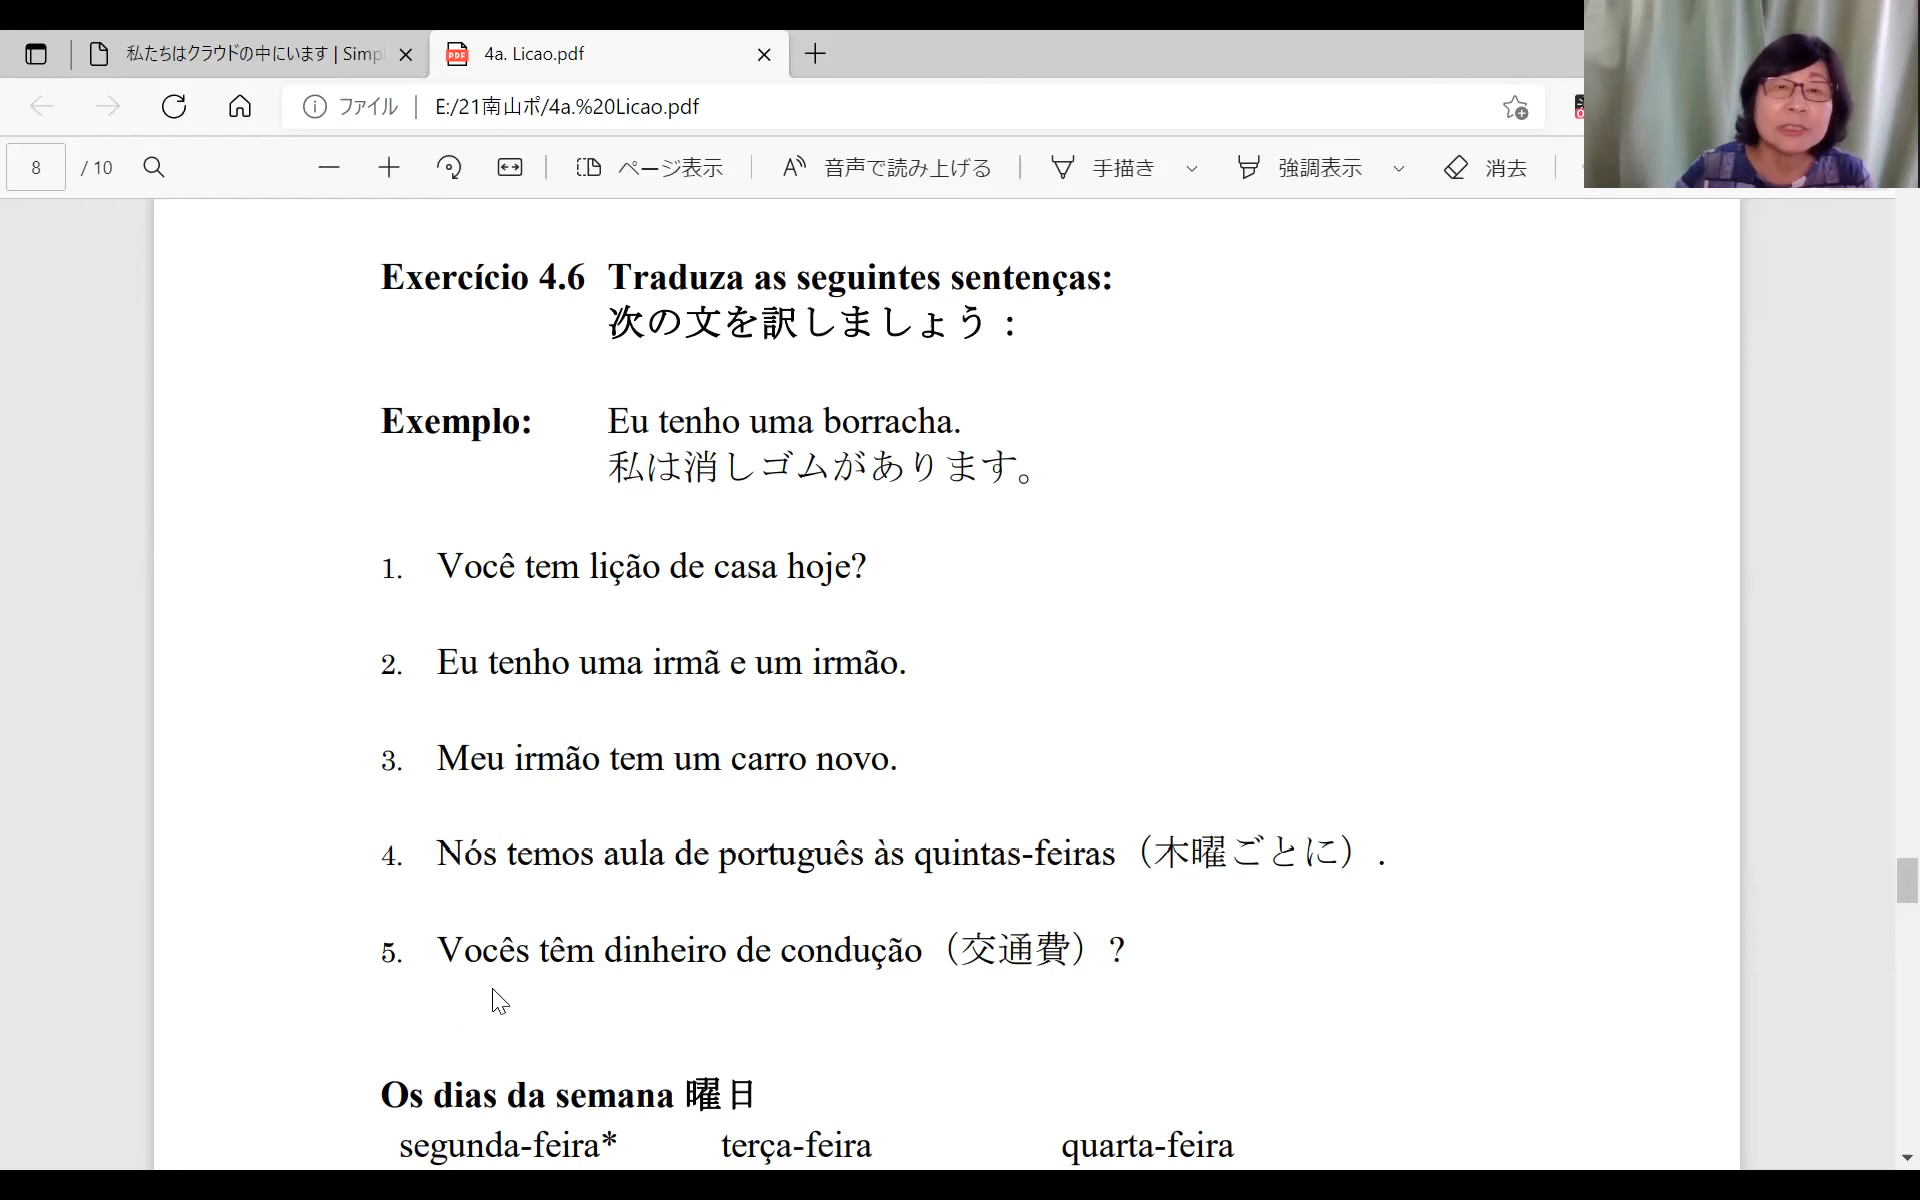 私たちはクラウドの中にいます | Simp
4a. Licao.pdf
ファイル | E:/21南山ポ/4a.%20Licao.pdf
8 / 10 ページ表示 音声で読み上げる 手描き 強調表示 消去
Exercício 4.6 Traduza as seguintes sentenças:
次の文を訳しましょう：
Exemplo: Eu tenho uma borracha.
私は消しゴムがあります。
1. Você tem lição de casa hoje?
2. Eu tenho uma irmã e um irmão.
3. Meu irmão tem um carro novo.
4. Nós temos aula de português às quintas-feiras（木曜ごとに）.
5. Vocês têm dinheiro de condução（交通費）?
Os dias da semana 曜日
segunda-feira* terça-feira quarta-feira